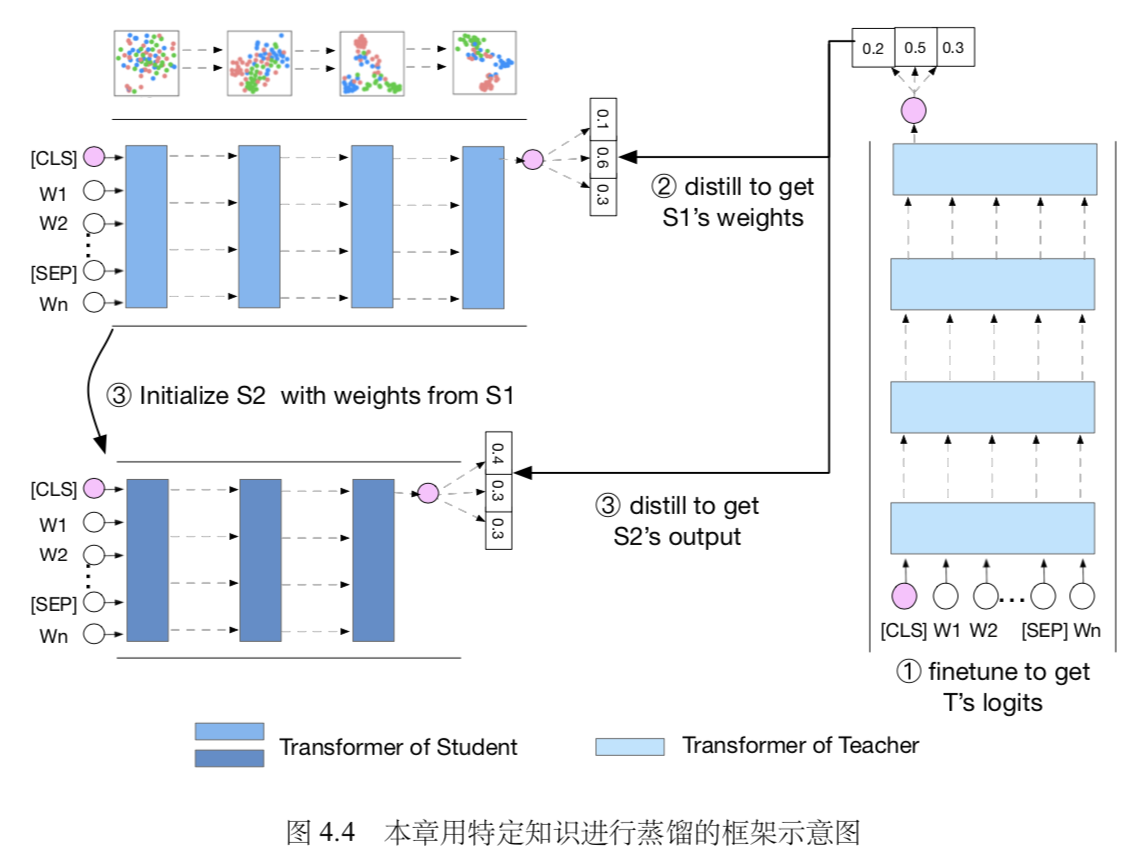 0.2 0.5 0.3
0.1
0.6
0.3
[CLS]
W1
W2
[SEP]
Wn
② distill to get
S1's weights
③ Initialize S2 with weights from S1
0.4
0.3
0.3
[CLS]
W1
W2
[SEP]
Wn
③ distill to get
S2's output
[CLS] W1 W2 ... [SEP] Wn
① finetune to get
T's logits
Transformer of Student
Transformer of Teacher
图 4.4 本章用特定知识进行蒸馏的框架示意图